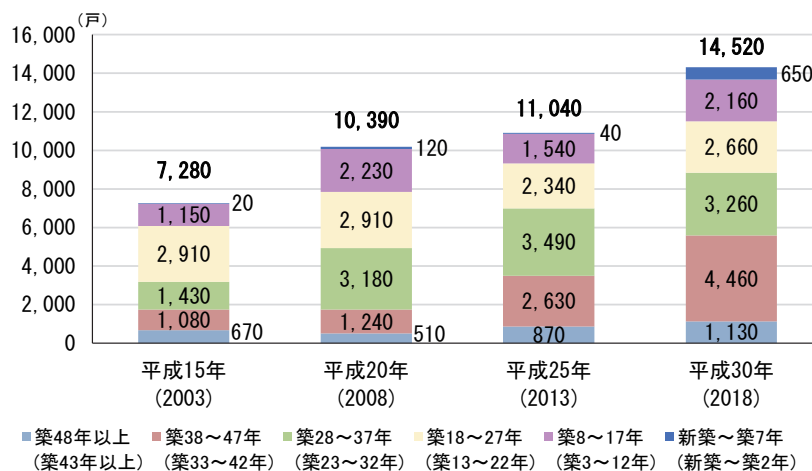 (戸)
16,000
14,000
12,000
10,000
8,000
6,000
4,000
2,000
0
7,280
20
1,150
2,910
1,430
1,080
670
10,390
120
2,230
2,910
3,180
1,240
510
11,040
40
1,540
2,340
3,490
2,630
870
14,520
650
2,160
2,660
3,260
4,460
1,130
平成15年
(2003)
平成20年
(2008)
平成25年
(2013)
平成30年
(2018)
築48年以上
(築43年以上)
築38~47年
(築33~42年)
築28~37年
(築23~32年)
築18~27年
(築13~22年)
築8~17年
(築3~12年)
新築~築7年
(新築~築2年)